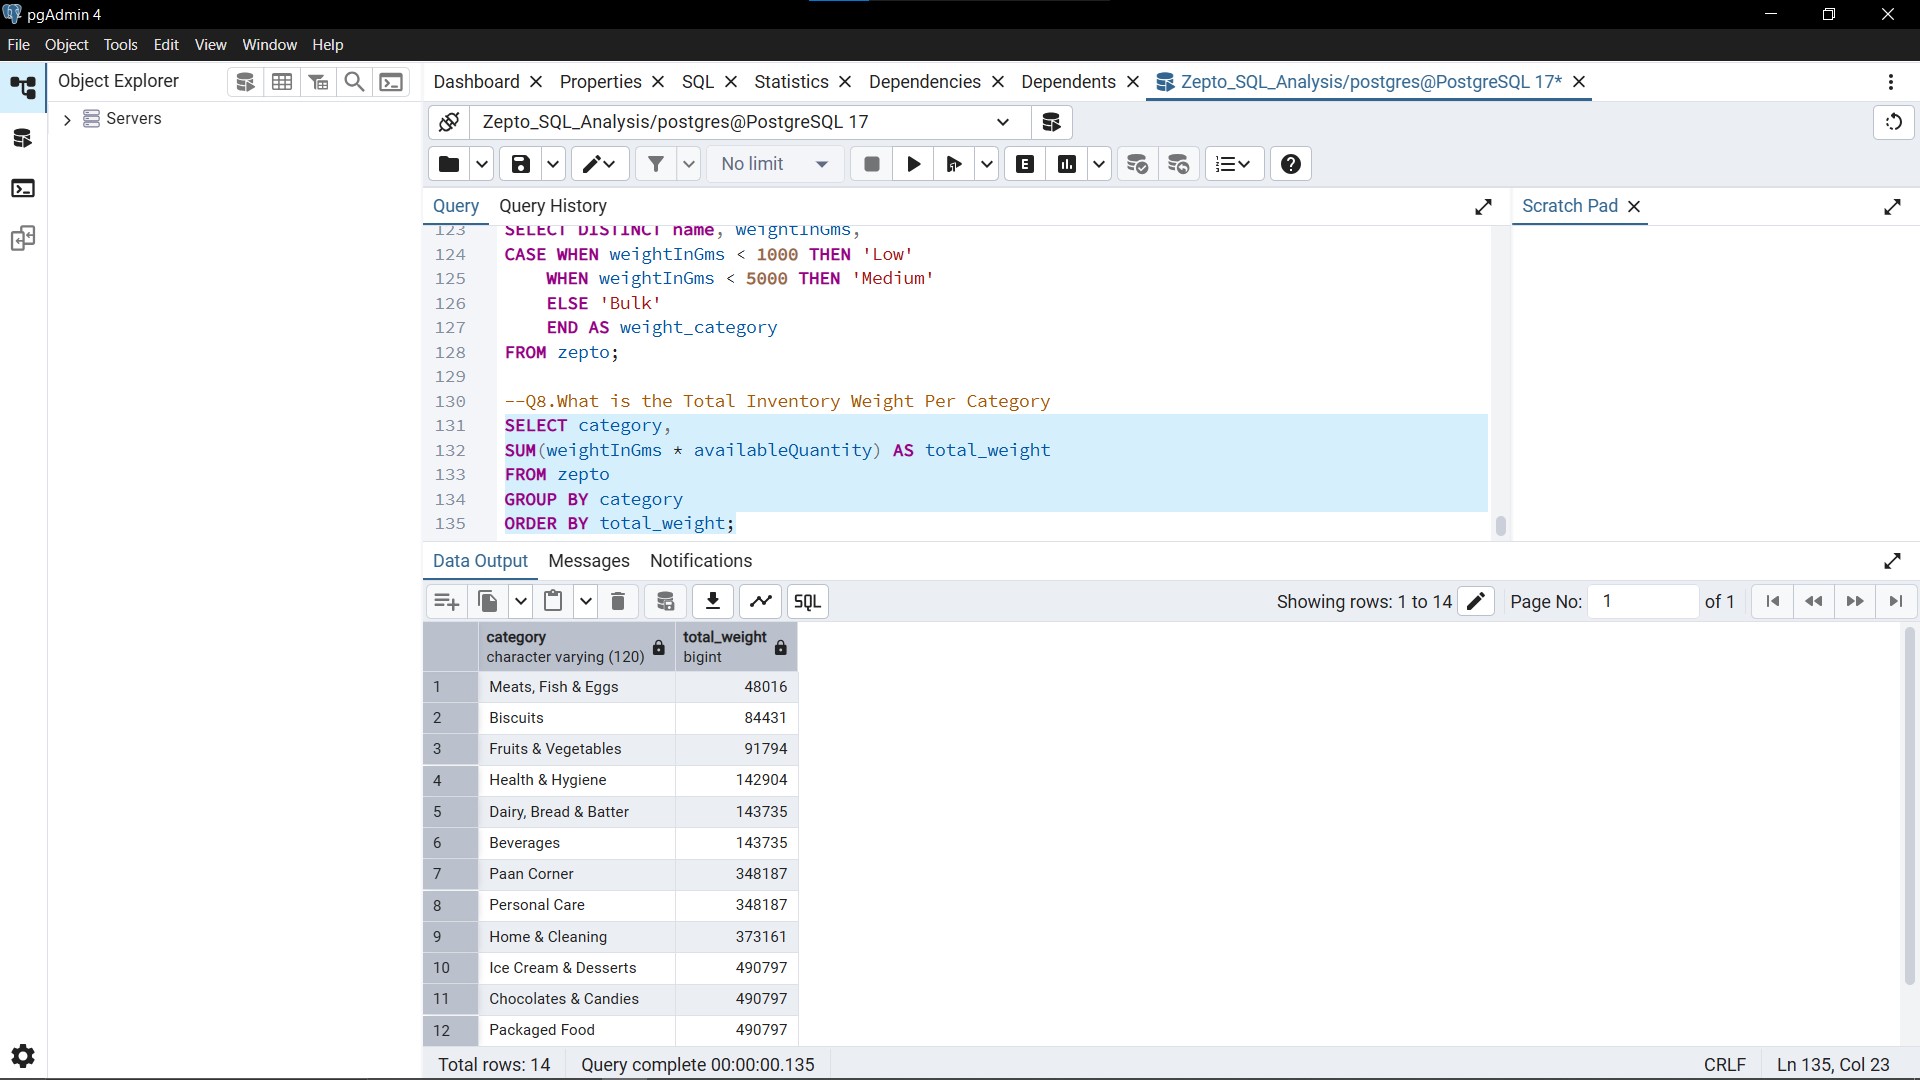 pgAdmin 4
File Object Tools Edit View Window Help
Object Explorer
Servers
Dashboard Properties SQL Statistics Dependencies Dependents Zepto_SQL_Analysis/postgres@PostgreSQL 17*
Zepto_SQL_Analysis/postgres@PostgreSQL 17
No limit
E
Query Query History
Scratch Pad
123 SELECT DISTINCT name, weightInGms,
124 CASE WHEN weightInGms < 1000 THEN 'Low'
125 WHEN weightInGms < 5000 THEN 'Medium'
126 ELSE 'Bulk'
127 END AS weight_category
128 FROM zepto;
129
130 --Q8.What is the Total Inventory Weight Per Category
131 SELECT category,
132 SUM(weightInGms * availableQuantity) AS total_weight
133 FROM zepto
134 GROUP BY category
135 ORDER BY total_weight;
Data Output Messages Notifications
SQL
Showing rows: 1 to 14 Page No: 1 of 1
category total_weight
character varying (120) bigint
1 Meats, Fish & Eggs 48016
2 Biscuits 84431
3 Fruits & Vegetables 91794
4 Health & Hygiene 142904
5 Dairy, Bread & Batter 143735
6 Beverages 143735
7 Paan Corner 348187
8 Personal Care 348187
9 Home & Cleaning 373161
10 Ice Cream & Desserts 490797
11 Chocolates & Candies 490797
12 Packaged Food 490797
Total rows: 14 Query complete 00:00:00.135 CRLF Ln 135, Col 23